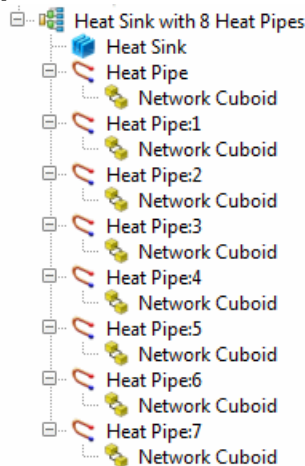 Heat Sink with 8 Heat Pipes
Heat Sink
Heat Pipe
Network Cuboid
Heat Pipe:1
Network Cuboid
Heat Pipe:2
Network Cuboid
Heat Pipe:3
Network Cuboid
Heat Pipe:4
Network Cuboid
Heat Pipe:5
Network Cuboid
Heat Pipe:6
Network Cuboid
Heat Pipe:7
Network Cuboid